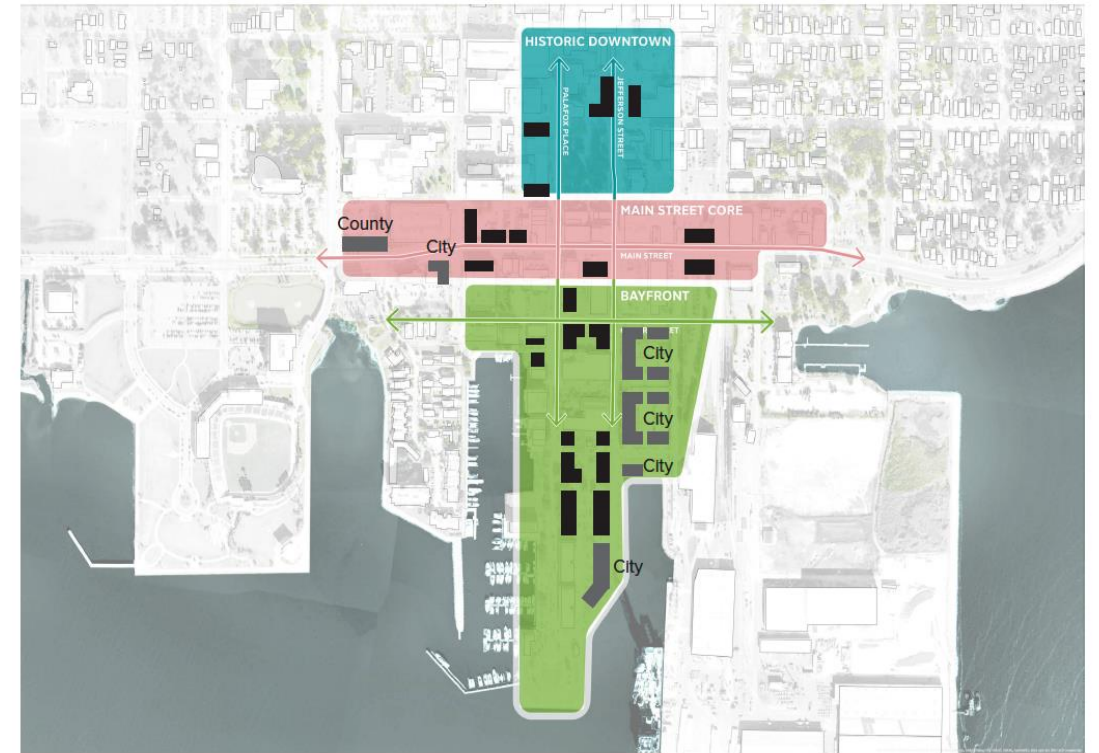 HISTORIC DOWNTOWN
PALAFOX PLACE
JEFFERSON STREET
MAIN STREET CORE
County
City
MAIN STREET
BAYFRONT
City
City
City
City